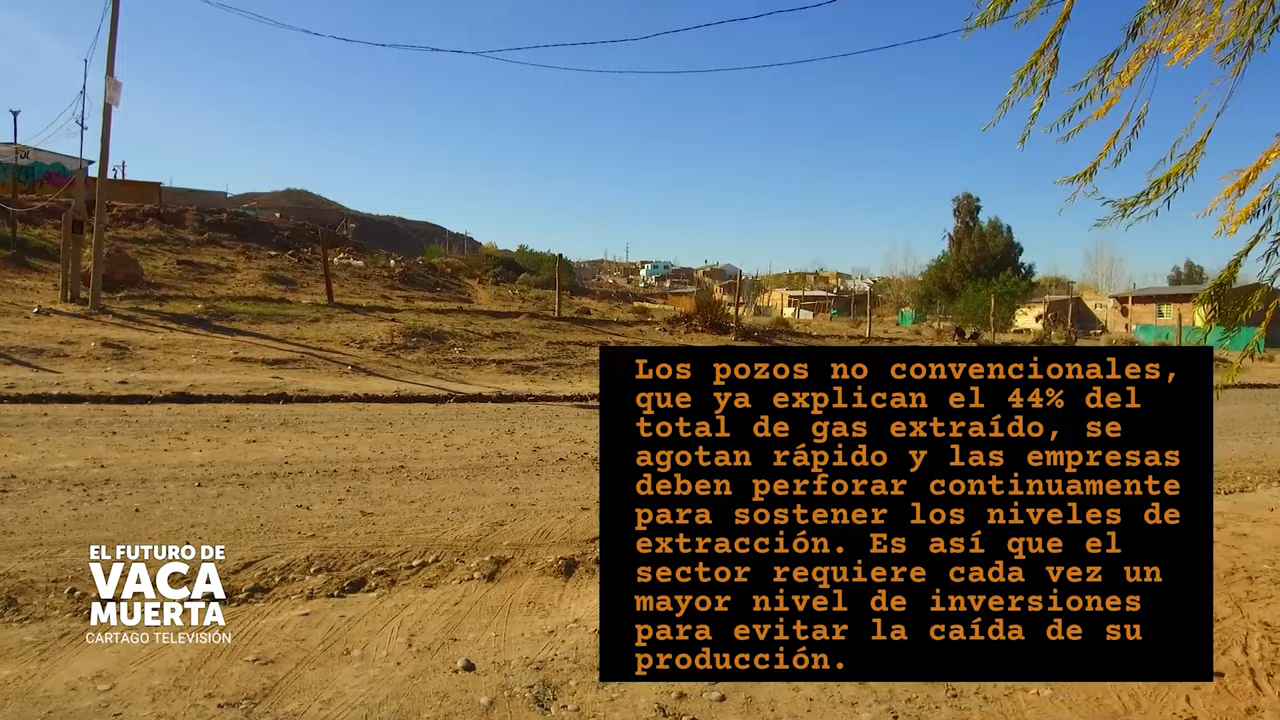 Los pozos no convencionales,
que ya explican el 44% del
total de gas extraído, se
agotan rápido y las empresas
deben perforar continuamente
para sostener los niveles de
extracción. Es así que el
sector requiere cada vez un
mayor nivel de inversiones
para evitar la caída de su
producción.
EL FUTURO DE
VACA
MUERTA
CARTAGO TELEVISIÓN